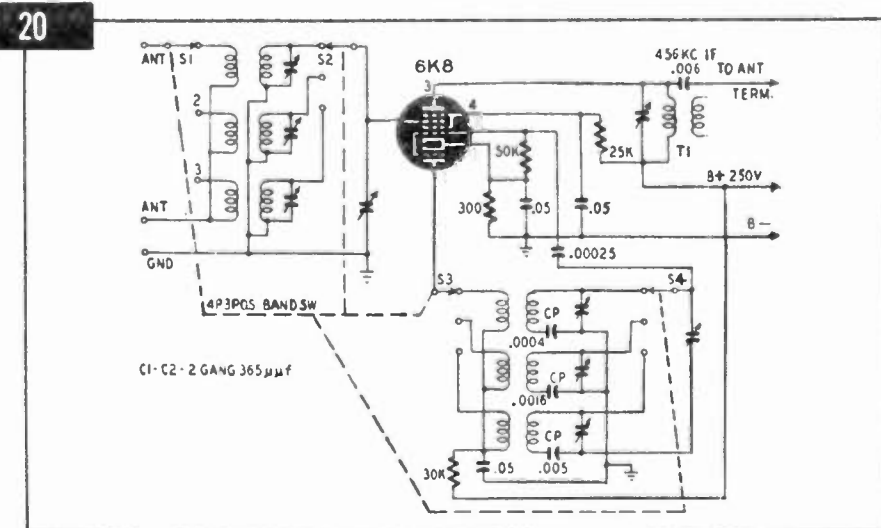 20
ANT S1
S2
6K8
3
4
456KC IF
.006 TO ANT
TERM.
2
50K
25K
T1
3
B+ 250V
ANT
300
.05
.05
B-
GND
.00025
S3
S4
4P3POS BANDSW
CP
.0004
C1-C2-2 GANG 365μμf
CP
.0016
CP
30K
.05
.005